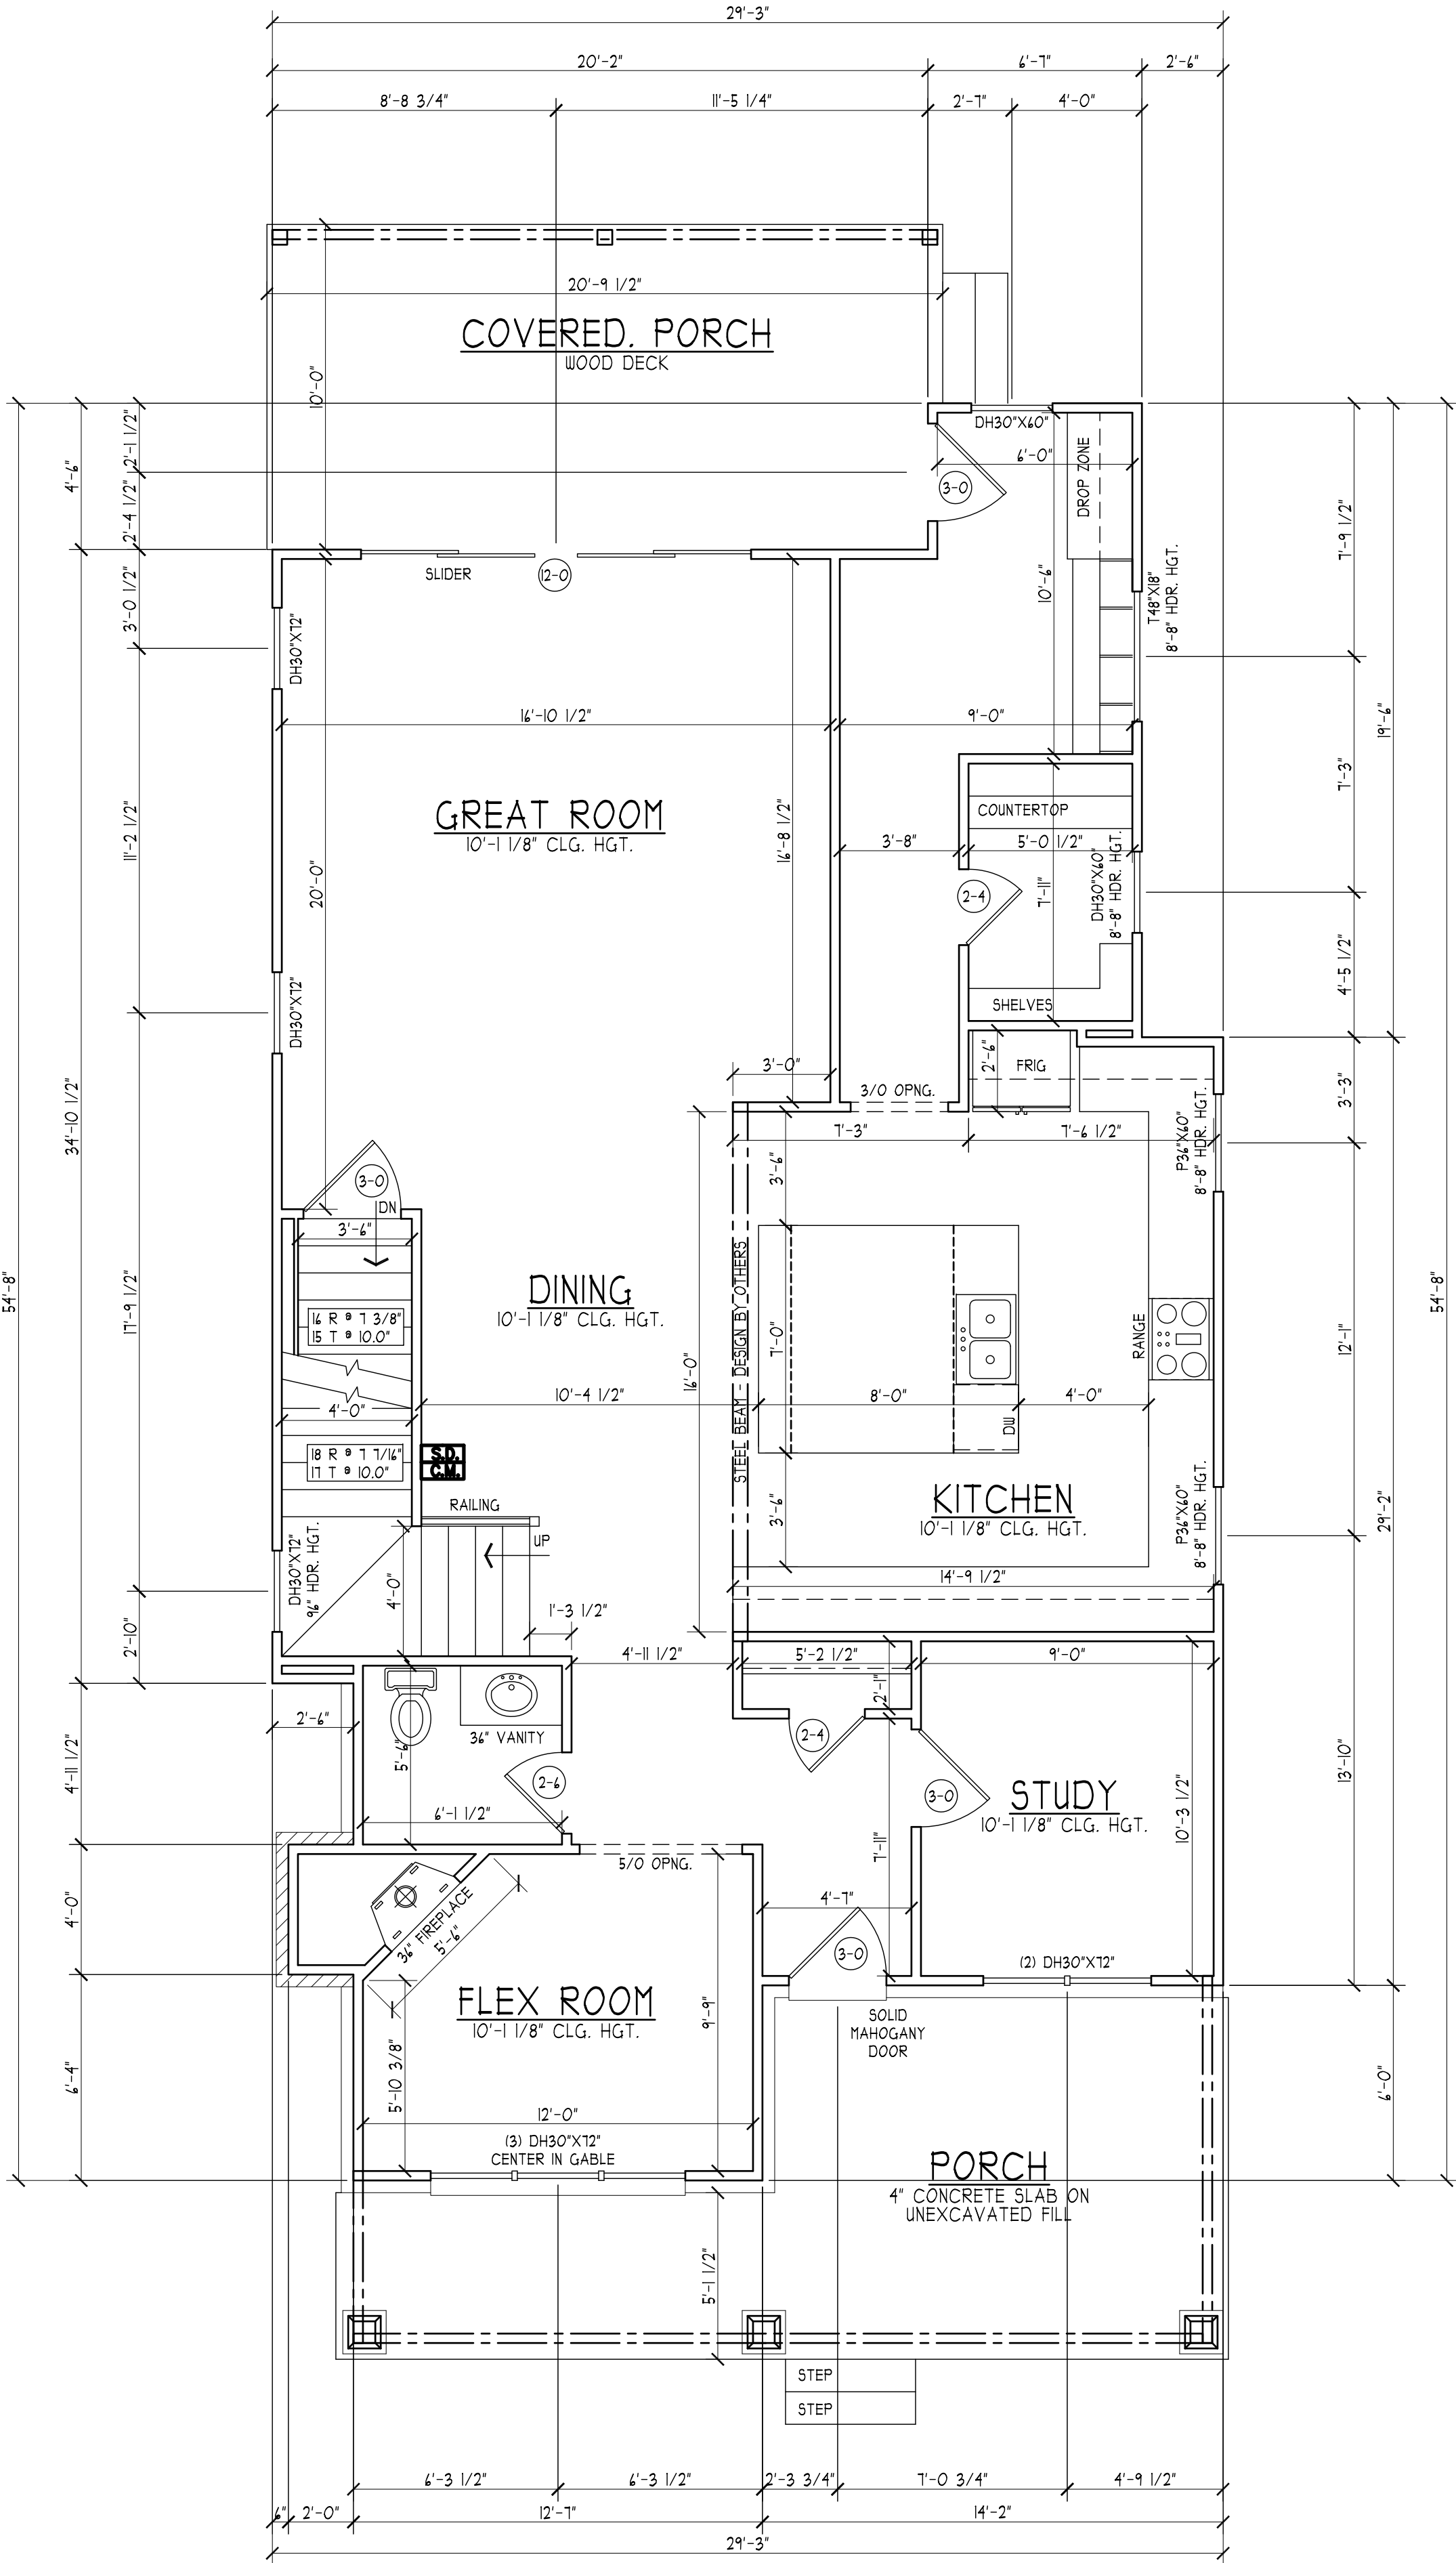 29'-3"
20'-2" 6'-7" 2'-6"
8'-8 3/4" 11'-5 1/4" 2'-7" 4'-0"
20'-9 1/2"
COVERED. PORCH
WOOD DECK
10'-0"
DH30"X60"
6'-0"
DROP ZONE
3-0
2'-1 1/2"
4'-6"
2'-4 1/2"
SLIDER
12-0
10'-6"
T48"X18"
8'-8" HDR. HGT.
7'-9 1/2"
3'-0 1/2"
DH30"X72"
16'-10 1/2"
9'-0"
19'-6"
7'-3"
GREAT ROOM
10'-1 1/8" CLG. HGT.
16'-8 1/2"
20'-0"
11'-2 1/2"
COUNTERTOP
3'-8"
5'-0 1/2"
2-4
7'-11"
DH30"X60"
8'-8" HDR. HGT.
SHELVES
4'-5 1/2"
DH30"X72"
34'-10 1/2"
3'-0"
2'-6"
FRIG
3/0 OPNG.
3'-3"
7'-3"
7'-6 1/2"
P36"X60"
8'-8" HDR. HGT.
3'-6"
3-0
DN
3'-6"
54'-8"
17'-9 1/2"
16 R @ 7 3/8"
15 T @ 10.0"
DINING
10'-1 1/8" CLG. HGT.
16'-0"
STEEL BEAM - DESIGN BY OTHERS
7'-0"
RANGE
12'-1"
54'-8"
10'-4 1/2"
8'-0"
4'-0"
DW
4'-0"
18 R @ 7 7/16"
17 T @ 10.0"
S.D.
C.M.
RAILING
UP
KITCHEN
10'-1 1/8" CLG. HGT.
3'-6"
P36"X60"
8'-8" HDR. HGT.
29'-2"
DH30"X72"
96" HDR. HGT.
4'-0"
14'-9 1/2"
1'-3 1/2"
2'-10"
4'-11 1/2"
5'-2 1/2"
9'-0"
2'-1"
2'-6"
36" VANITY
5'-6"
2-4
2-6
3-0
STUDY
10'-1 1/8" CLG. HGT.
10'-3 1/2"
13'-10"
4'-11 1/2"
6'-1 1/2"
5/0 OPNG.
7'-11"
4'-7"
4'-0"
36" FIREPLACE
5'-6"
3-0
(2) DH30"X72"
FLEX ROOM
10'-1 1/8" CLG. HGT.
9'-9"
SOLID
MAHOGANY
DOOR
5'-10 3/8"
6'-4"
6'-0"
12'-0"
(3) DH30"X72"
CENTER IN GABLE
PORCH
4" CONCRETE SLAB ON
UNEXCAVATED FILL
5'-1 1/2"
STEP
STEP
6'-3 1/2" 6'-3 1/2" 2'-3 3/4" 7'-0 3/4" 4'-9 1/2"
6" 2'-0" 12'-7" 14'-2"
29'-3"